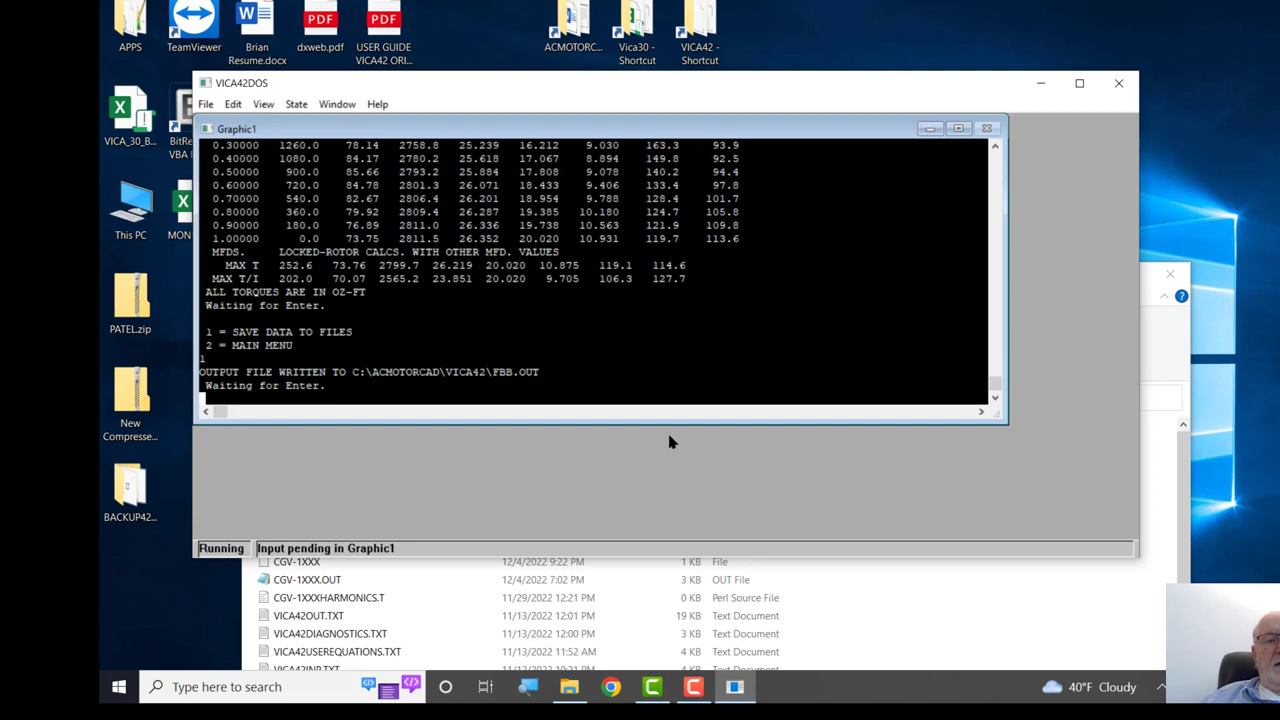 APPS
TeamViewer
Brian
Resume.docx
PDF
dxweb.pdf
PDF
USER GUIDE
VICA42 ORI...
ACMOTORC...
Vica30 -
Shortcut
VICA42 -
Shortcut
VICA_30_B...
BitRe
VBA I
This PC
MON
PATEL.zip
New
Compresse...
BACKUP42...
VICA42DOS
File Edit View State Window Help
Graphic1
0.30000 1260.0 78.14 2758.8 25.239 16.212 9.030 163.3 93.9
0.40000 1080.0 84.17 2780.2 25.618 17.067 8.894 149.8 92.5
0.50000 900.0 85.66 2793.2 25.884 17.808 9.078 140.2 94.4
0.60000 720.0 84.78 2801.3 26.071 18.433 9.406 133.4 97.8
0.70000 540.0 82.67 2806.4 26.201 18.954 9.788 128.4 101.7
0.80000 360.0 79.92 2809.4 26.287 19.385 10.180 124.7 105.8
0.90000 180.0 76.89 2811.0 26.336 19.738 10.563 121.9 109.8
1.00000 0.0 73.75 2811.5 26.352 20.020 10.931 119.7 113.6
MFDS. LOCKED-ROTOR CALCS. WITH OTHER MFD. VALUES
MAX T 252.6 73.76 2799.7 26.219 20.020 10.875 119.1 114.6
MAX T/I 202.0 70.07 2565.2 23.851 20.020 9.705 106.3 127.7
ALL TORQUES ARE IN OZ-FT
Waiting for Enter.
1 = SAVE DATA TO FILES
2 = MAIN MENU
1
OUTPUT FILE WRITTEN TO C:\ACMOTORCAD\VICA42\FBB.OUT
Waiting for Enter.
Running Input pending in Graphic1
CGV-1XXX 12/4/2022 9:22 PM 1 KB File
CGV-1XXX.OUT 12/4/2022 7:02 PM 3 KB OUT File
CGV-1XXXHARMONICS.T 11/29/2022 12:21 PM 0 KB Perl Source File
VICA42OUT.TXT 11/13/2022 12:01 PM 19 KB Text Document
VICA42DIAGNOSTICS.TXT 11/13/2022 12:00 PM 3 KB Text Document
VICA42USEREQUATIONS.TXT 11/13/2022 11:52 AM 4 KB Text Document
VICA42INP.TXT 11/12/2022 10:21 PM 4 KB Text Document
Type here to search
40°F Cloudy